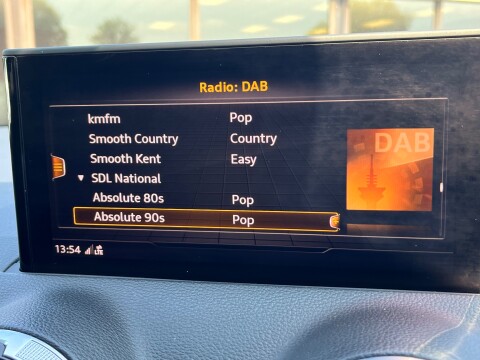 Radio: DAB
kmfm Pop
Smooth Country Country
Smooth Kent Easy
▼ SDL National
Absolute 80s Pop
Absolute 90s Pop
DAB
13:54 LTE